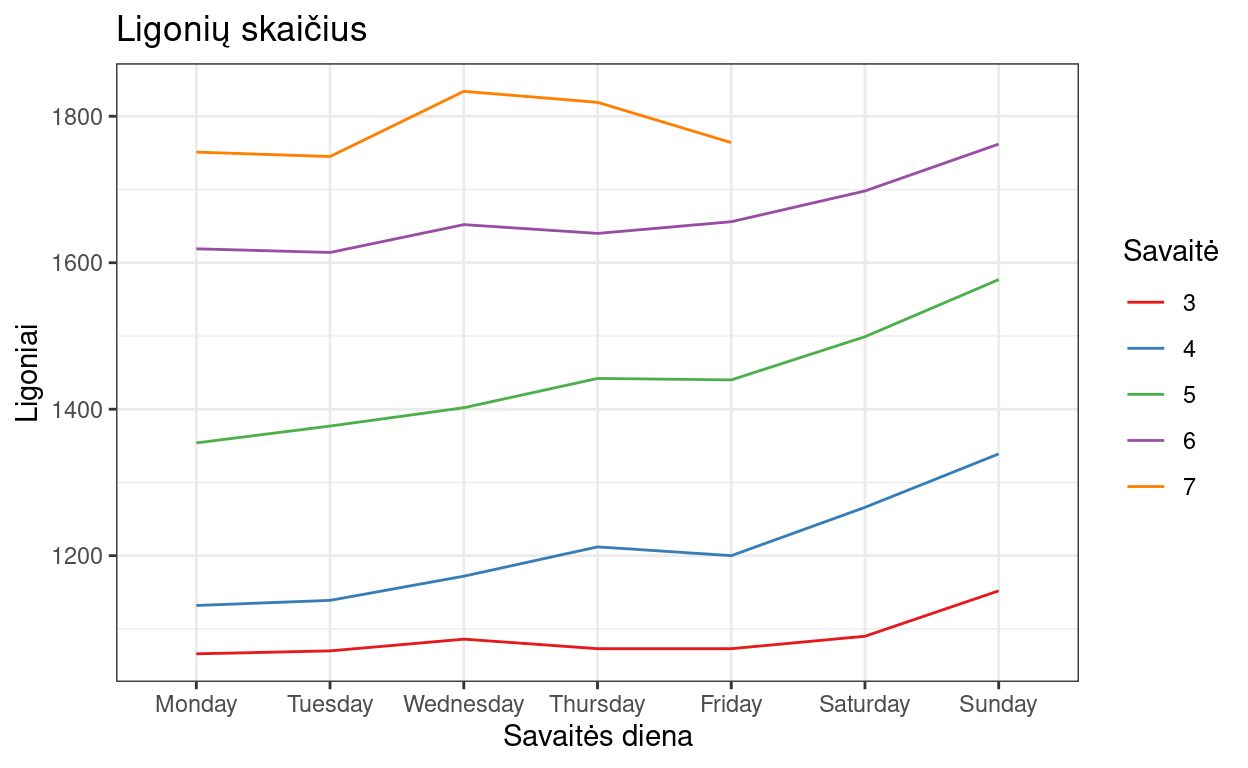 Ligonių skaičius
Ligoniai
1800
1600
1400
1200
Monday Tuesday Wednesday Thursday Friday Saturday Sunday
Savaitės diena
Savaitė
3
4
5
6
7